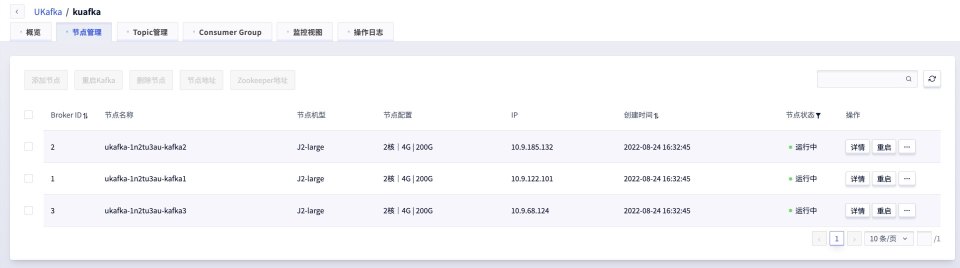 UKafka / kuafka
概览 节点管理 Topic管理 Consumer Group 监控视图 操作日志
添加节点 重启Kafka 删除节点 节点地址 Zookeeper地址
Broker ID 节点名称 节点机型 节点配置 IP 创建时间 节点状态 操作
2 ukafka-1n2tu3au-kafka2 J2-large 2核 | 4G | 200G 10.9.185.132 2022-08-24 16:32:45 运行中 详情 重启 ...
1 ukafka-1n2tu3au-kafka1 J2-large 2核 | 4G | 200G 10.9.122.101 2022-08-24 16:32:45 运行中 详情 重启 ...
3 ukafka-1n2tu3au-kafka3 J2-large 2核 | 4G | 200G 10.9.68.124 2022-08-24 16:32:45 运行中 详情 重启 ...
1 10 条/页 /1